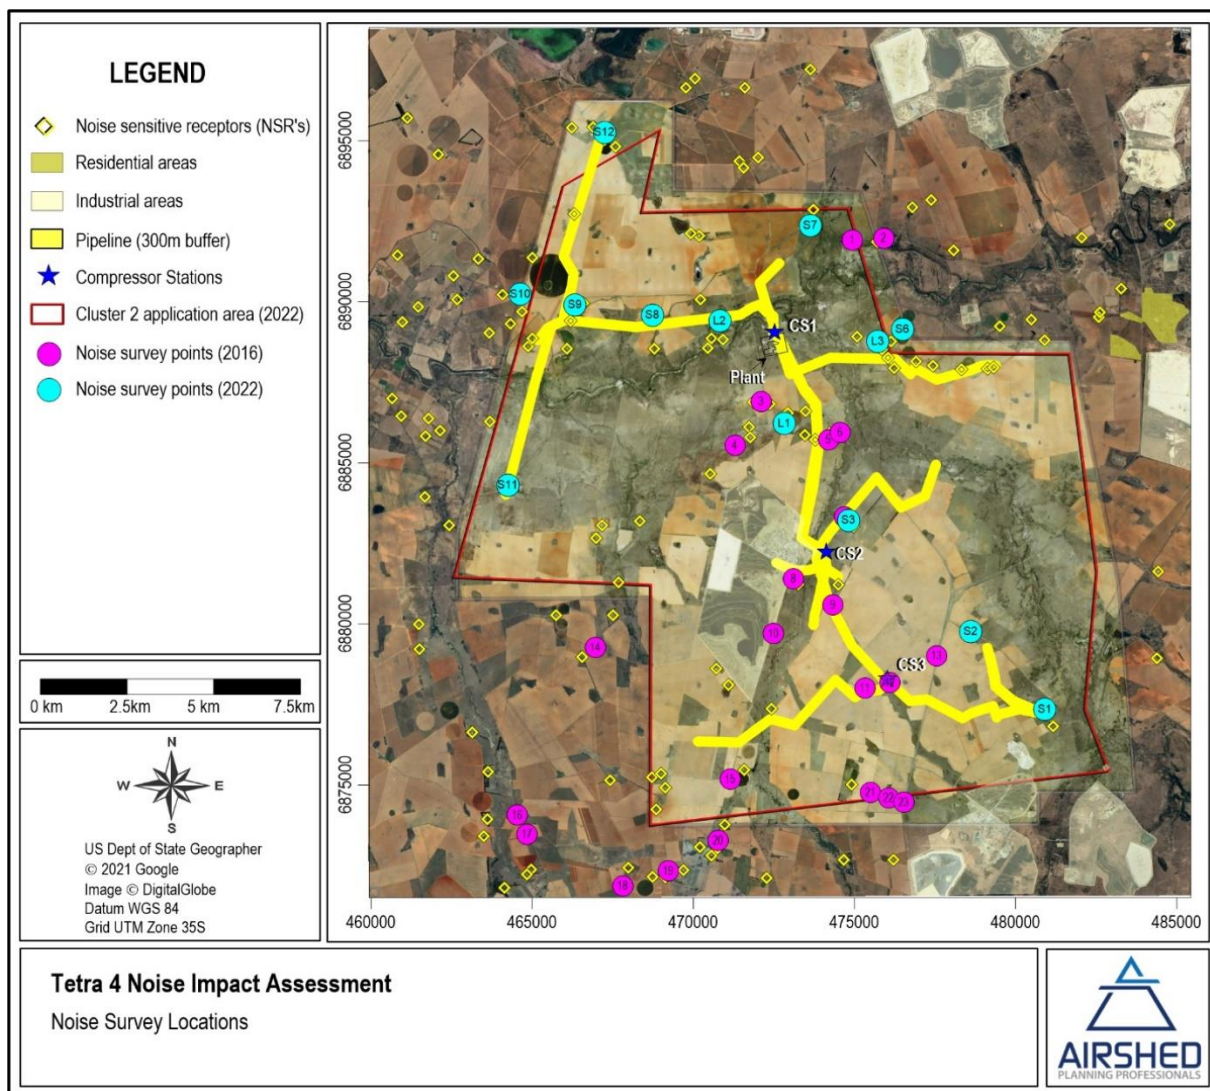 LEGEND
Noise sensitive receptors (NSR's)
Residential areas
Industrial areas
Pipeline (300m buffer)
Compressor Stations
Cluster 2 application area (2022)
Noise survey points (2016)
Noise survey points (2022)
0 km 2.5km 5 km 7.5km
N
W E
S
US Dept of State Geographer
© 2021 Google
Image © DigitalGlobe
Datum WGS 84
Grid UTM Zone 35S
6895000
6890000
6885000
6880000
6875000
460000 465000 470000 475000 480000 485000
S12
S7
1
2
S10
S9
S8
L2
CS1
L3
S6
Plant
3
L1
4
6
S11
S3
CS2
8
9
10
S2
14
13
CS3
11
S1
15
21
22
23
16
17
20
19
18
Tetra 4 Noise Impact Assessment
Noise Survey Locations
AIRSHED
PLANNING PROFESSIONALS